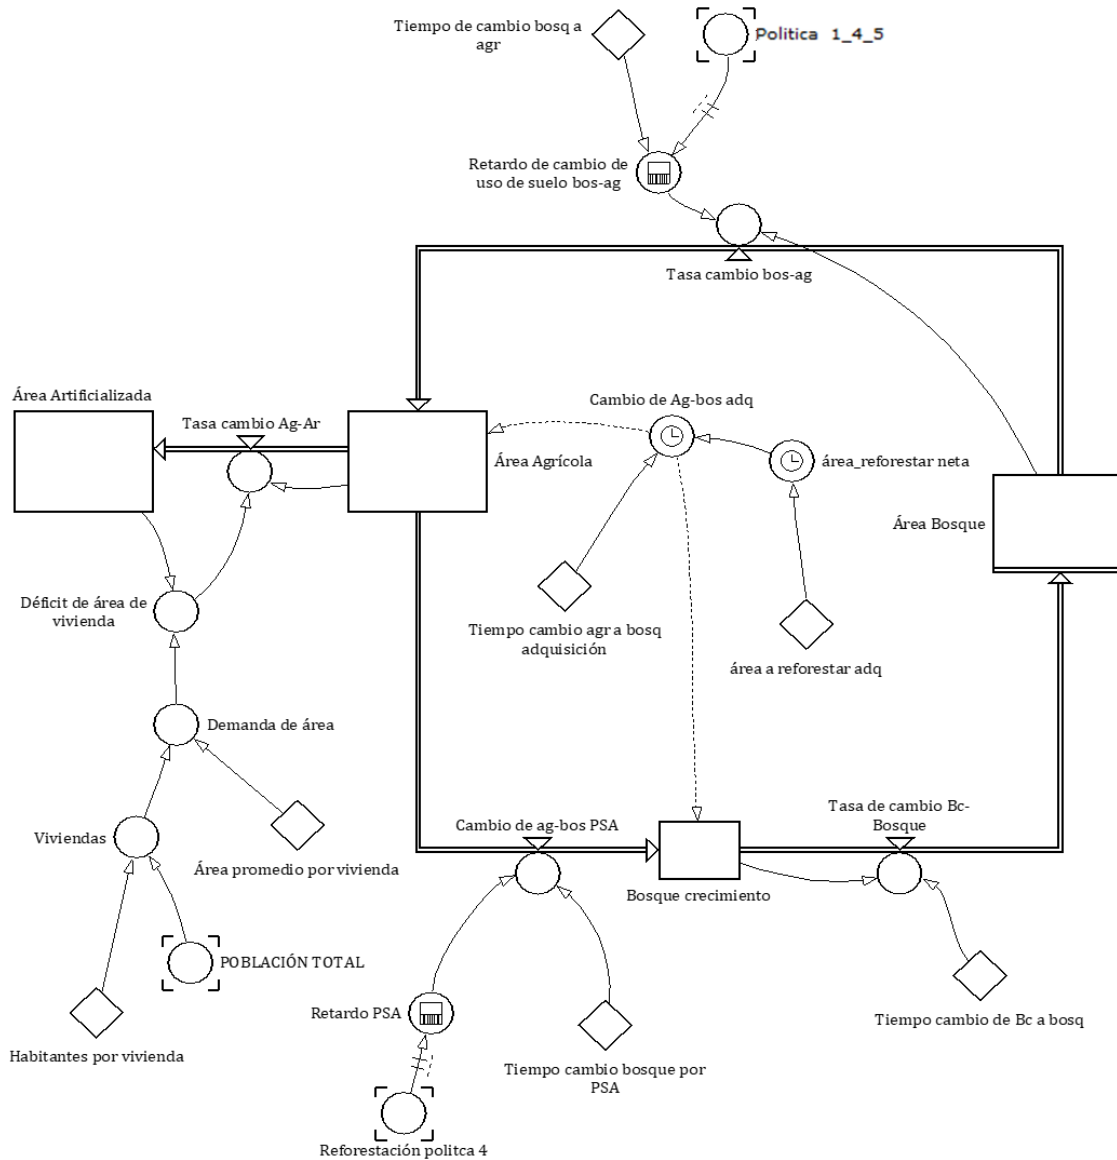 Tiempo de cambio bosq a
agr
Politica 1_4_5
Retardo de cambio de
uso de suelo bos-ag
Tasa cambio bos-ag
Área Artificializada
Tasa cambio Ag-Ar
Cambio de Ag-bos adq
Área Agrícola
área_reforestar neta
Área Bosque
Déficit de área de
vivienda
Tiempo cambio agr a bosq
adquisición
área a reforestar adq
Demanda de área
Viviendas
Área promedio por vivienda
Cambio de ag-bos PSA
Tasa de cambio Bc-
Bosque
Bosque crecimiento
POBLACIÓN TOTAL
Habitantes por vivienda
Retardo PSA
Tiempo cambio bosque por
PSA
Tiempo cambio de Bc a bosq
Reforestación politca 4